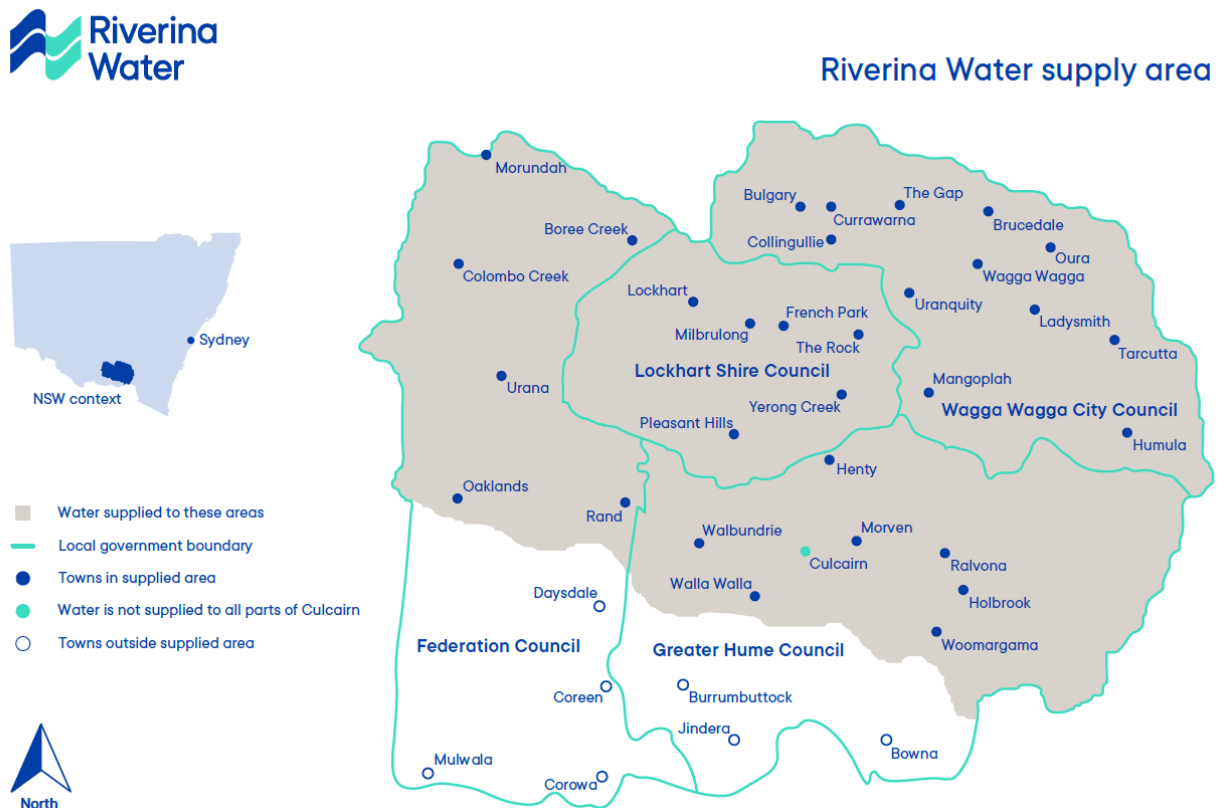 Riverina
Water
Riverina Water supply area
Morundah
Bulgary
The Gap
Currawarna
Brucedale
Boree Creek
Collingullie
Oura
Colombo Creek
Wagga Wagga
Lockhart
Uranquity
French Park
Ladysmith
Milbrulong
The Rock
Sydney
Tarcutta
Lockhart Shire Council
Urana
Mangoplah
NSW context
Yerong Creek
Wagga Wagga City Council
Pleasant Hills
Humula
Henty
Oaklands
Rand
Walbundrie
Morven
Culcairn
Ralvona
Walla Walla
Holbrook
Daysdale
Woomargama
Federation Council
Greater Hume Council
Coreen
Burrumbuttock
Jindera
Bowna
Mulwala
Corowa
Water supplied to these areas
Local government boundary
Towns in supplied area
Water is not supplied to all parts of Culcairn
Towns outside supplied area
North